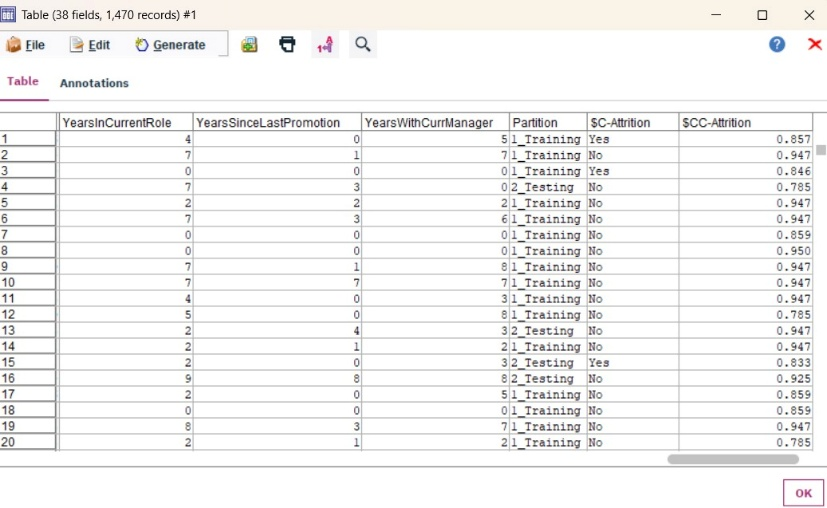 Table (38 fields, 1,470 records) #1
File Edit Generate
Table Annotations
YearsInCurrentRole YearsSinceLastPromotion YearsWithCurrManager Partition $C-Attrition $CC-Attrition
1 4 0 5 1_Training Yes 0.857
2 7 1 7 1_Training No 0.947
3 0 0 0 1_Training Yes 0.846
4 7 3 0 2_Testing No 0.785
5 2 2 2 1_Training No 0.947
6 7 3 6 1_Training No 0.947
7 0 0 0 1_Training No 0.859
8 0 0 0 1_Training No 0.950
9 7 1 8 1_Training No 0.947
10 7 7 7 1_Training No 0.947
11 4 0 3 1_Training No 0.947
12 5 0 8 1_Training No 0.785
13 2 4 3 2_Testing No 0.947
14 2 1 2 1_Training No 0.947
15 2 0 3 2_Testing Yes 0.833
16 9 8 8 2_Testing No 0.925
17 2 0 5 1_Training No 0.859
18 0 0 0 1_Training No 0.859
19 8 3 7 1_Training No 0.947
20 2 1 2 1_Training No 0.785
OK